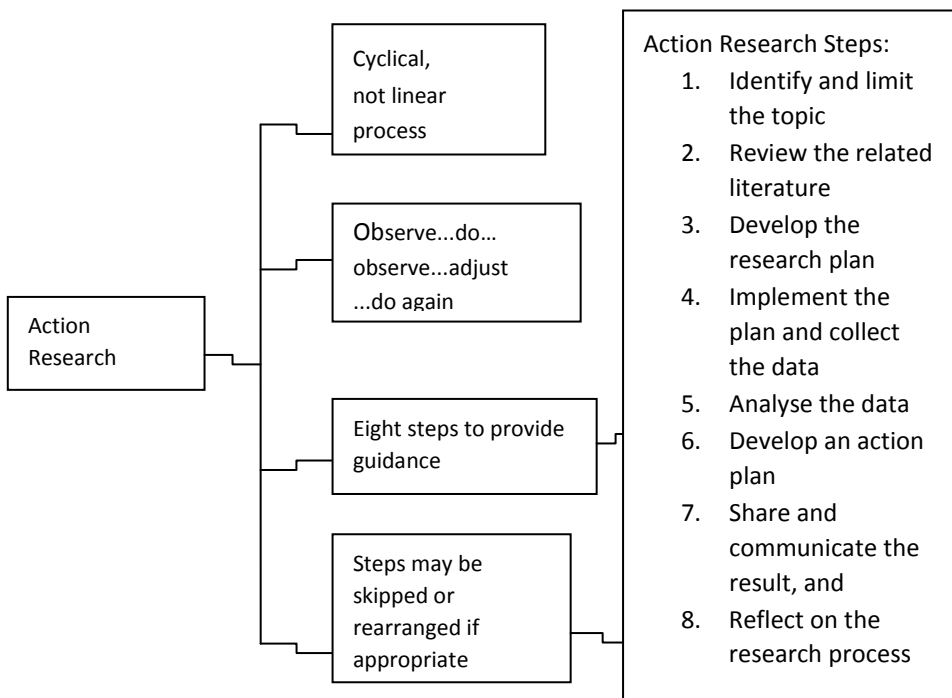 Action
Research
Cyclical,
not linear
process
Observe...do...
observe...adjust
...do again
Eight steps to provide
guidance
Steps may be
skipped or
rearranged if
appropriate
Action Research Steps:
1. Identify and limit
the topic
2. Review the related
literature
3. Develop the
research plan
4. Implement the
plan and collect
the data
5. Analyse the data
6. Develop an action
plan
7. Share and
communicate the
result, and
8. Reflect on the
research process